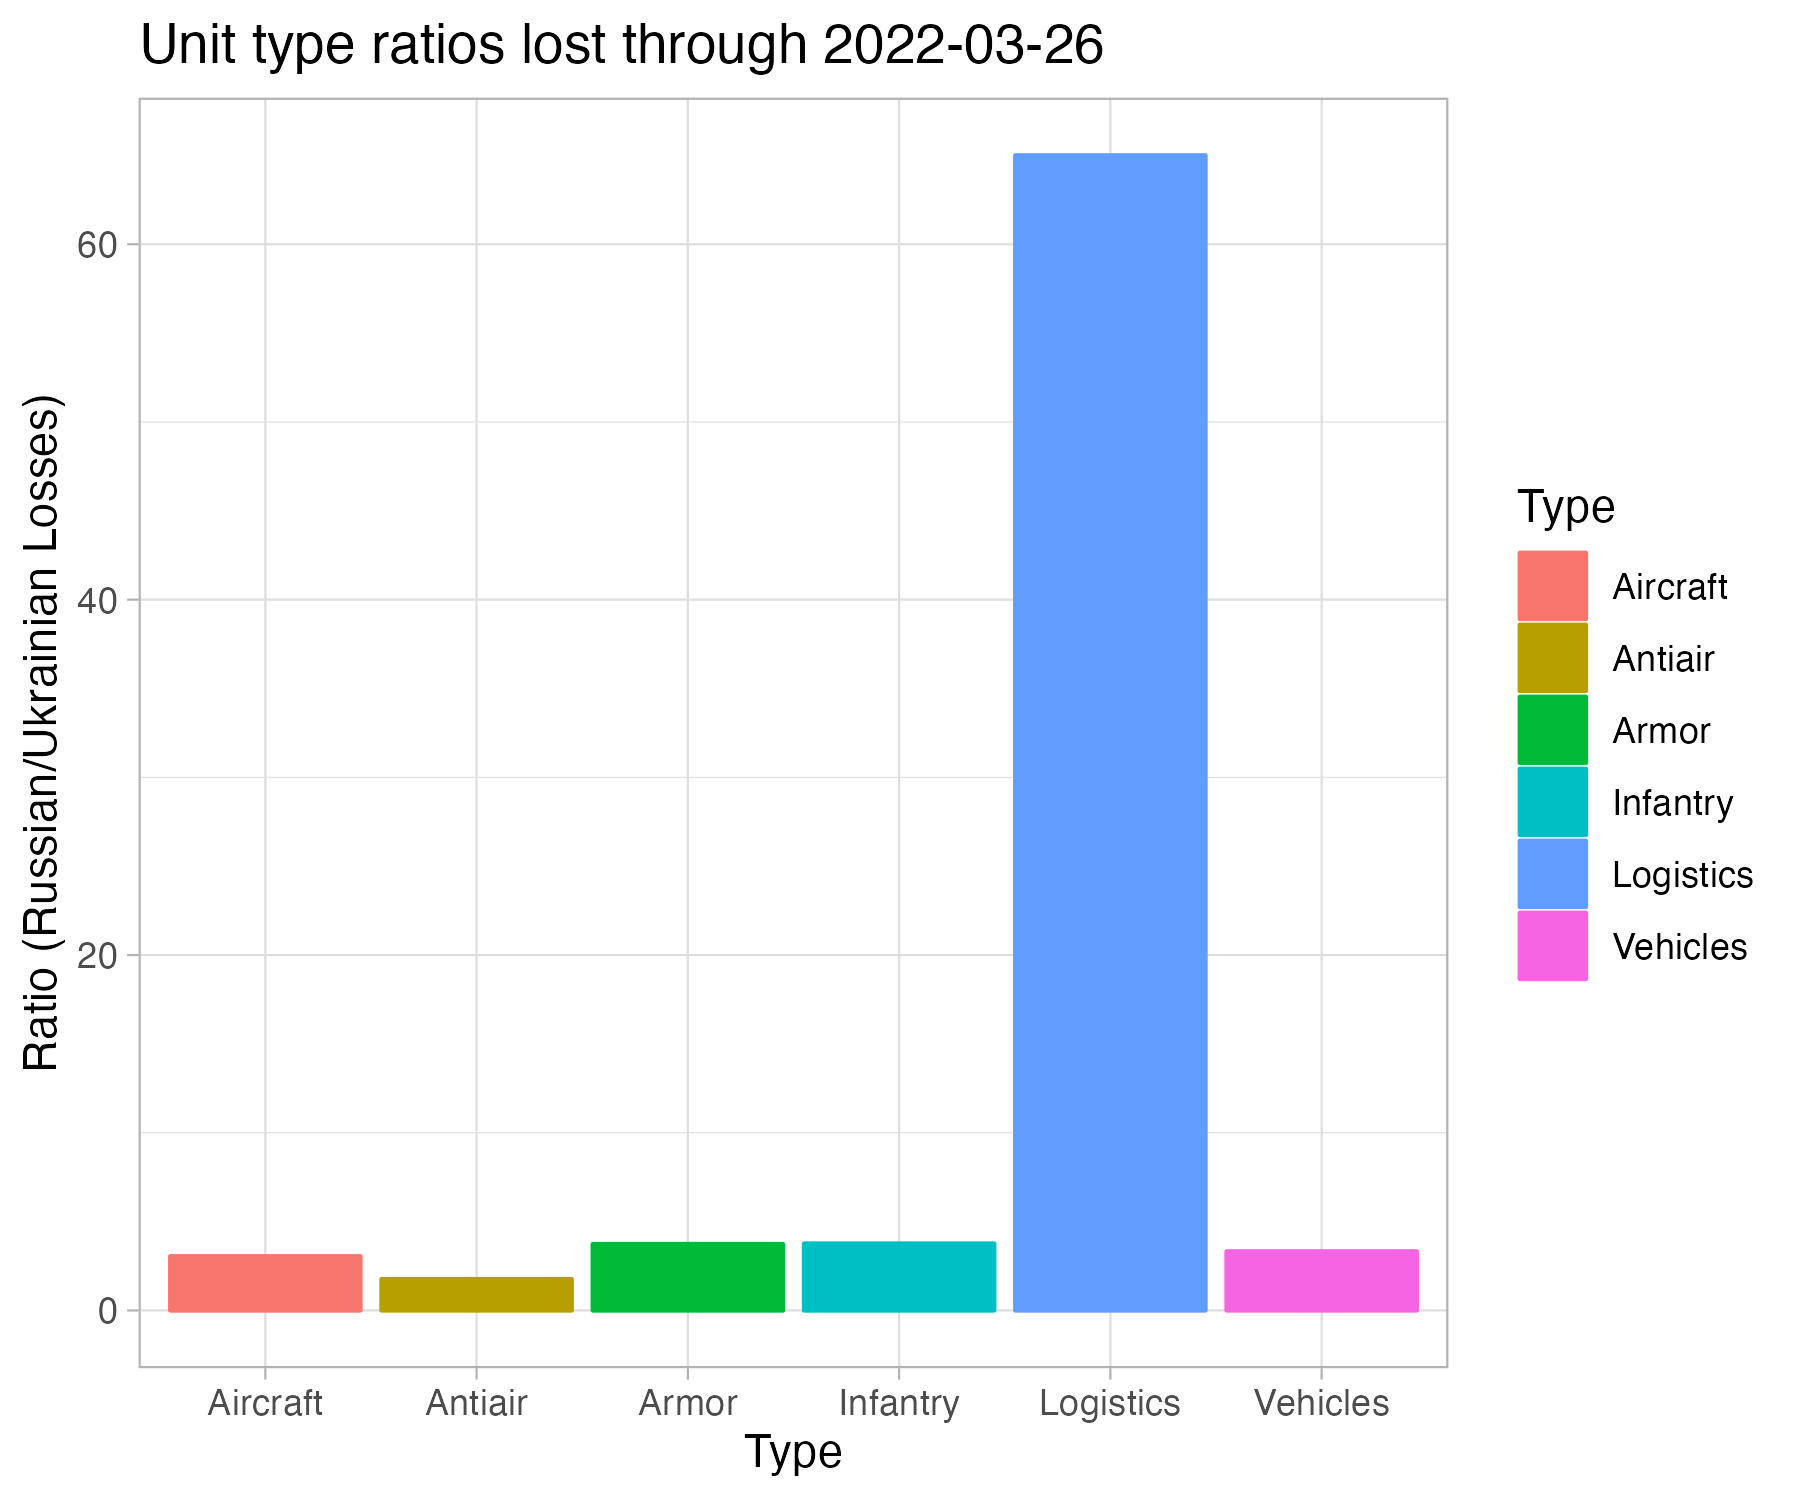 Unit type ratios lost through 2022-03-26
Ratio (Russian/Ukrainian Losses)
60
40
20
0
Aircraft
Antiair
Armor
Infantry
Logistics
Vehicles
Type
Type
Aircraft
Antiair
Armor
Infantry
Logistics
Vehicles